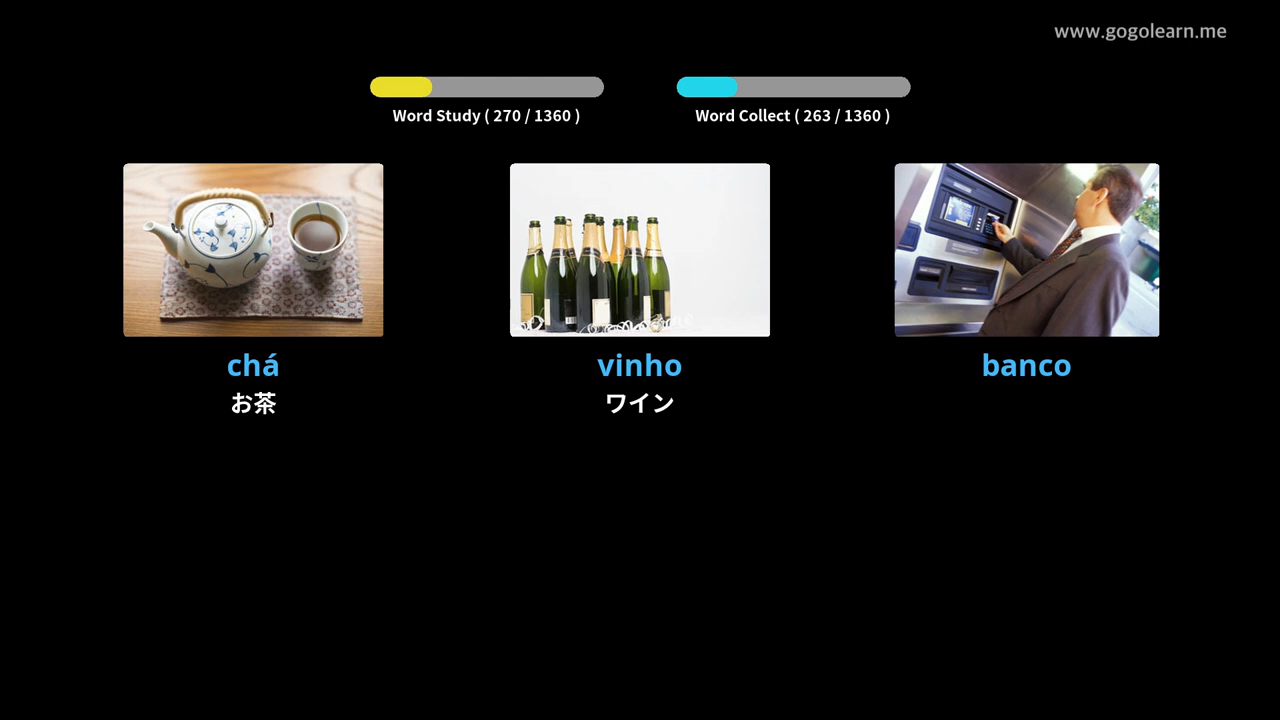 www.gogolearn.me
Word Study ( 270 / 1360 )
Word Collect ( 263 / 1360 )
chá
お茶
vinho
ワイン
banco